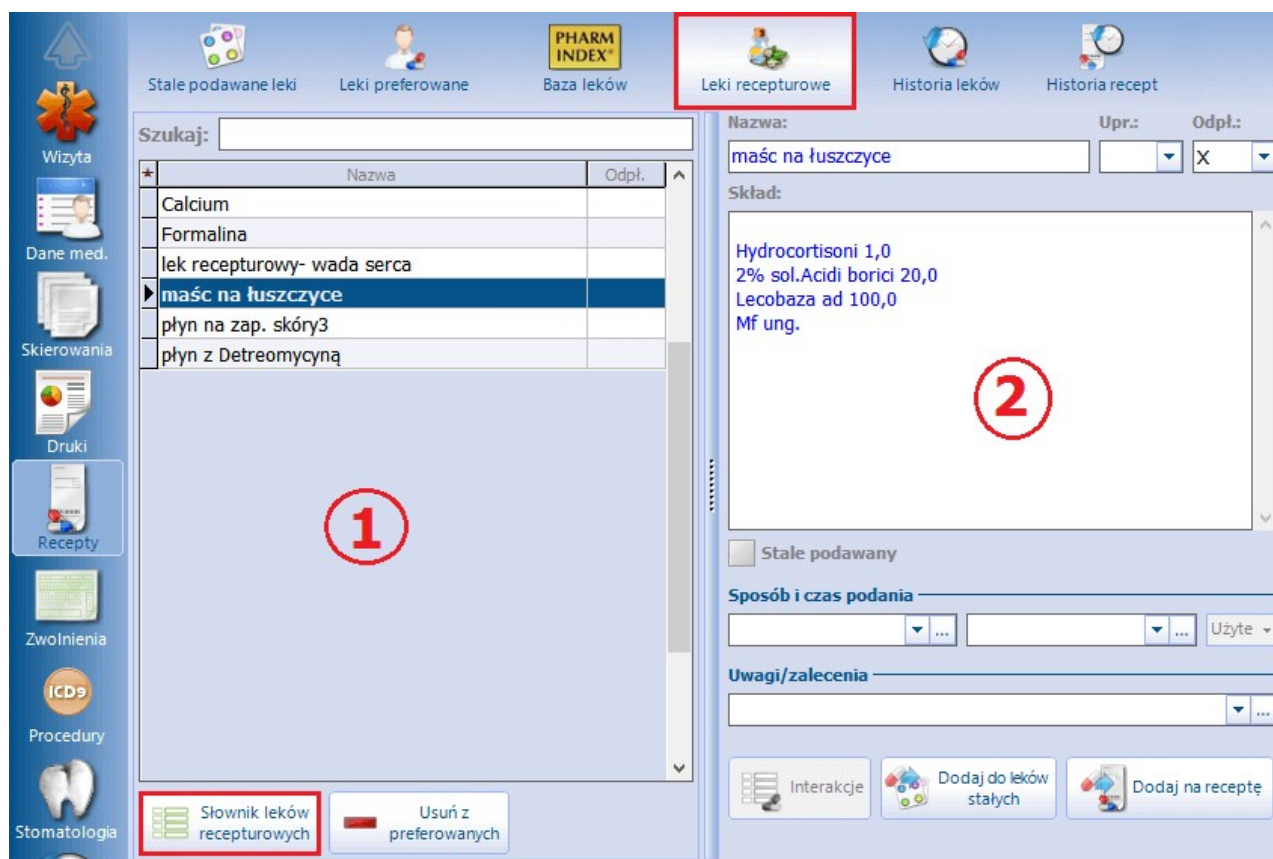 PHARM
INDEX®
Stale podawane leki
Leki preferowane
Baza leków
Leki recepturowe
Historia leków
Historia recept
Wizyta
Dane med.
Skierowania
Druki
Recepty
Zwolnienia
ICD9
Procedury
Stomatologia
Szukaj:
Nazwa
Odpł.
Calcium
Formalina
lek recepturowy- wada serca
maśc na łuszczyce
płyn na zap. skóry3
płyn z Detreomycyną
1
Słownik leków
recepturowych
Usuń z
preferowanych
Nazwa:
Upr.:
Odpł.:
maśc na łuszczyce
X
Skład:
Hydrocortisoni 1,0
2% sol.Acidi borici 20,0
Lecobaza ad 100,0
Mf ung.
2
Stale podawany
Sposób i czas podania
...
...
Użyte
Uwagi/zalecenia
...
Interakcje
Dodaj do leków
stałych
Dodaj na receptę